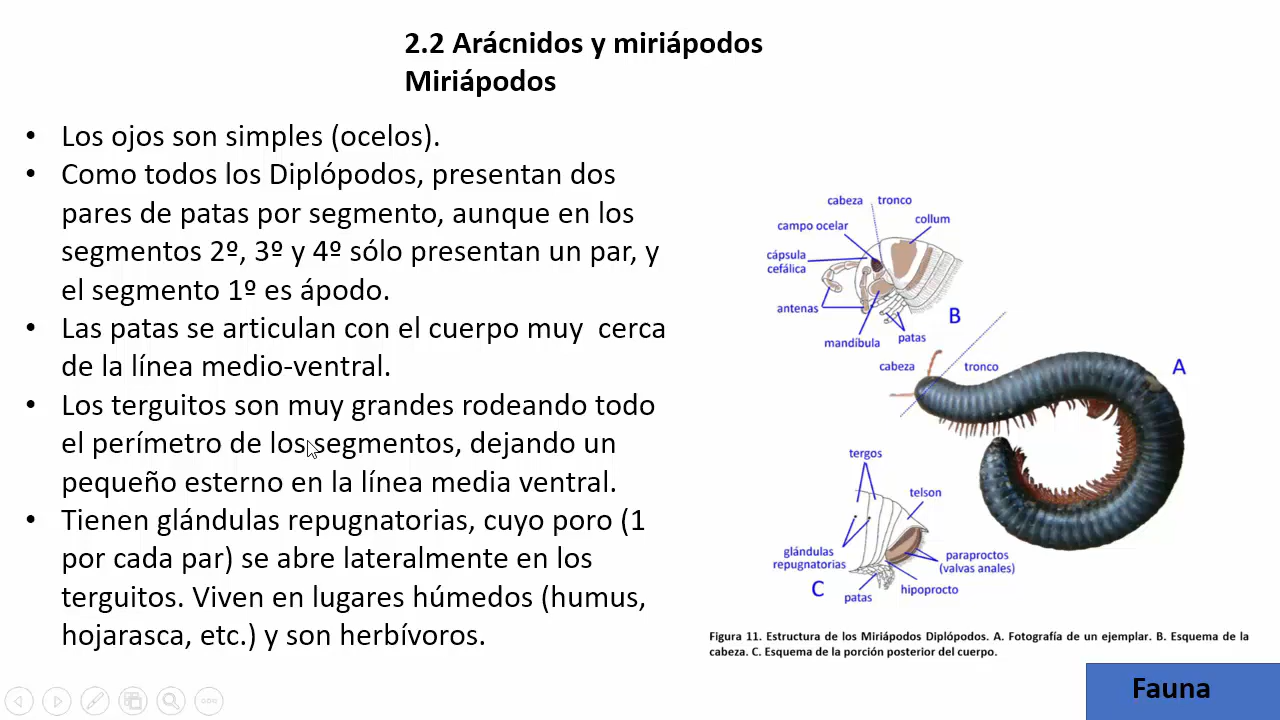 2.2 Arácnidos y miriápodos
Miriápodos
• Los ojos son simples (ocelos).
• Como todos los Diplópodos, presentan dos
pares de patas por segmento, aunque en los
segmentos 2º, 3º y 4º sólo presentan un par, y
el segmento 1º es ápodo.
• Las patas se articulan con el cuerpo muy cerca
de la línea medio-ventral.
• Los terguitos son muy grandes rodeando todo
el perímetro de los segmentos, dejando un
pequeño esterno en la línea media ventral.
• Tienen glándulas repugnatorias, cuyo poro (1
por cada par) se abre lateralmente en los
terguitos. Viven en lugares húmedos (humus,
hojarasca, etc.) y son herbívoros.
cabeza tronco
collum
campo ocelar
cápsula
cefálica
antenas
mandíbula
patas
B
cabeza tronco
A
tergos
telson
glándulas
repugnatorias
paraproctos
(valvas anales)
hipoprocto
C
patas
Figura 11. Estructura de los Miriápodos Diplópodos. A. Fotografía de un ejemplar. B. Esquema de la
cabeza. C. Esquema de la porción posterior del cuerpo.
Fauna